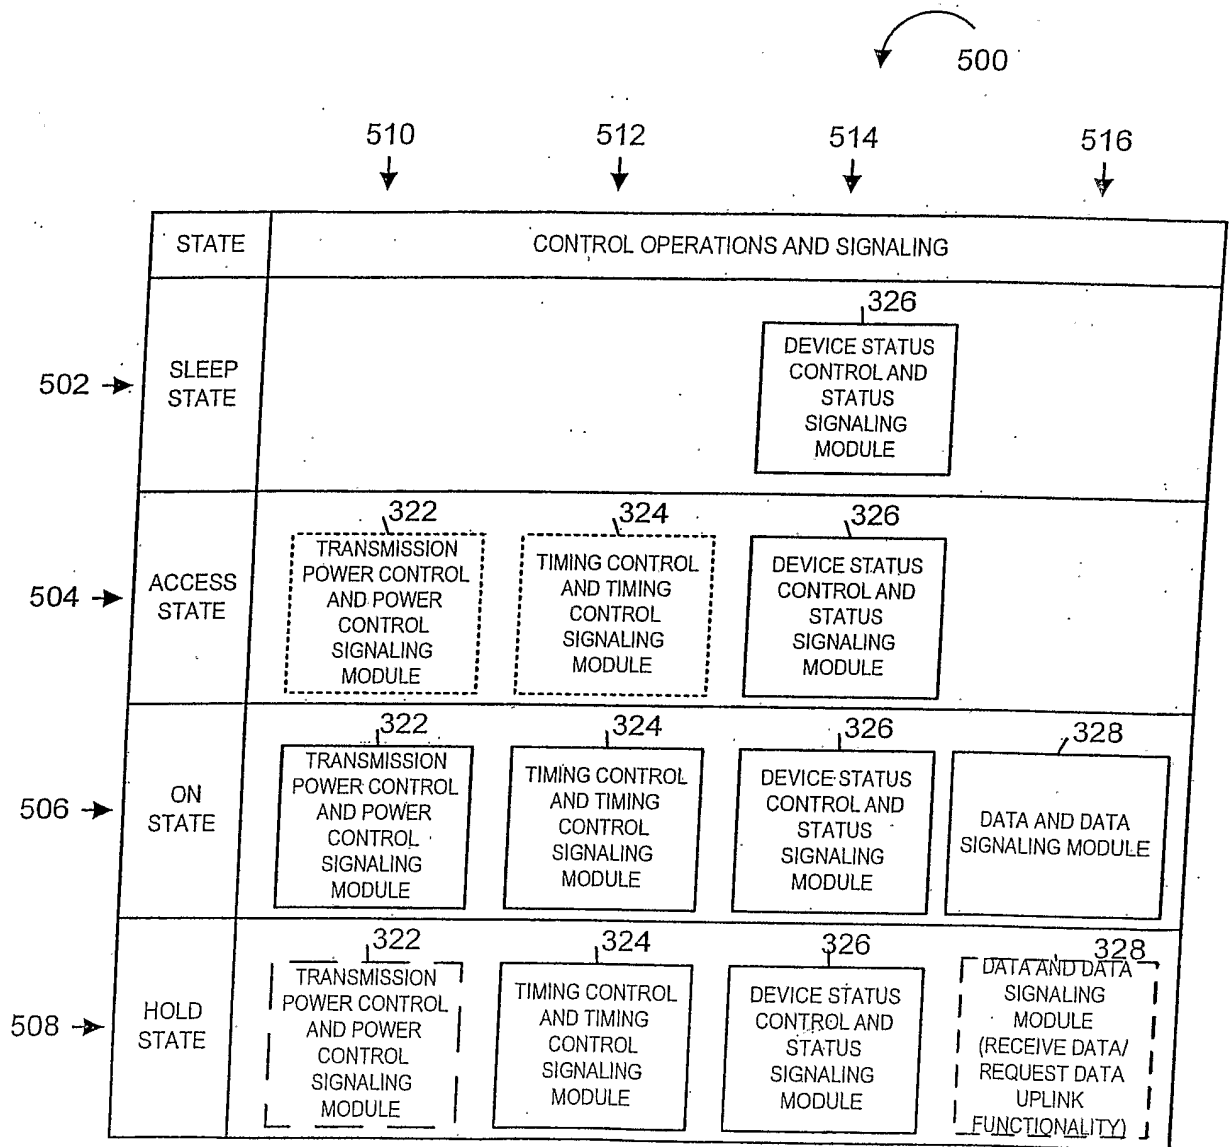 500
510
512
514
516
STATE
CONTROL OPERATIONS AND SIGNALING
502
SLEEP
STATE
326
DEVICE STATUS
CONTROL AND
STATUS
SIGNALING
MODULE
504
ACCESS
STATE
322
TRANSMISSION
POWER CONTROL
AND POWER
CONTROL
SIGNALING
MODULE
324
TIMING CONTROL
AND TIMING
CONTROL
SIGNALING
MODULE
326
DEVICE STATUS
CONTROL AND
STATUS
SIGNALING
MODULE
506
ON
STATE
322
TRANSMISSION
POWER CONTROL
AND POWER
CONTROL
SIGNALING
MODULE
324
TIMING CONTROL
AND TIMING
CONTROL
SIGNALING
MODULE
326
DEVICE STATUS
CONTROL AND
STATUS
SIGNALING
MODULE
328
DATA AND DATA
SIGNALING MODULE
508
HOLD
STATE
322
TRANSMISSION
POWER CONTROL
AND POWER
CONTROL
SIGNALING
MODULE
324
TIMING CONTROL
AND TIMING
CONTROL
SIGNALING
MODULE
326
DEVICE STATUS
CONTROL AND
STATUS
SIGNALING
MODULE
328
DATA AND DATA
SIGNALING
MODULE
(RECEIVE DATA/
REQUEST DATA
UPLINK
FUNCTIONALITY)